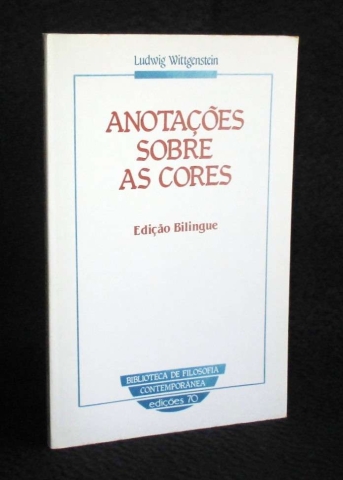 Ludwig Wittgenstein
ANOTAÇÕES
SOBRE
AS CORES
Edição Bilingue
BIBLIOTECA DE FILOSOFIA
CONTEMPORÂNEA
edições 70